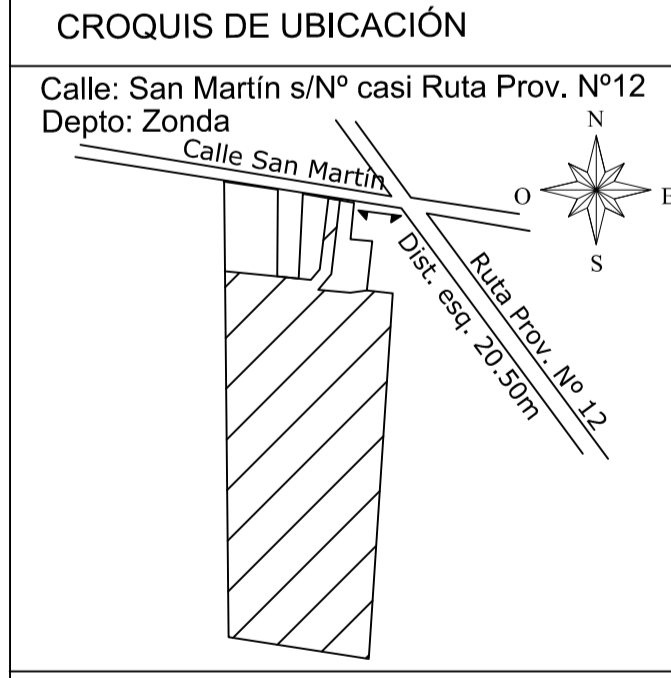 CROQUIS DE UBICACIÓN
Calle: San Martín s/Nº casi Ruta Prov. Nº12
Depto: Zonda
Calle San Martín
N
O
E
S
Dist. esq. 20.50m
Ruta Prov. Nº 12